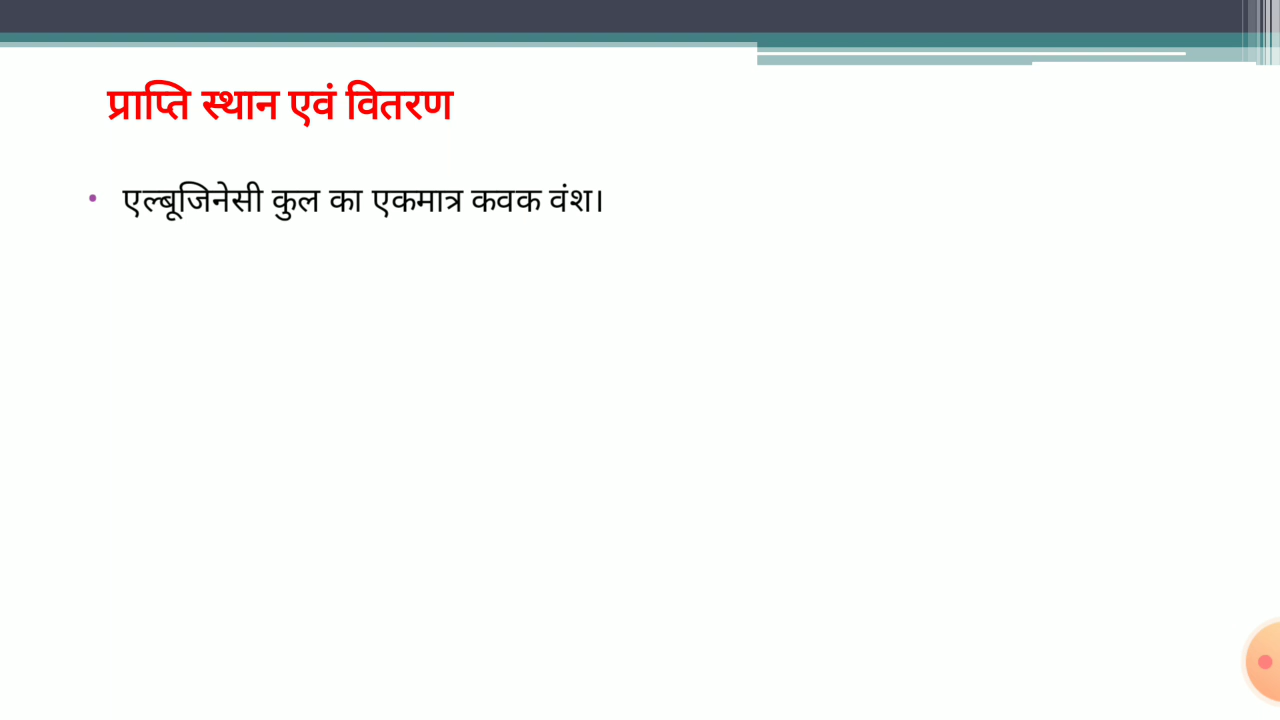 प्राप्ति स्थान एवं वितरण
• एल्बूजिनेसी कुल का एकमात्र कवक वंश।